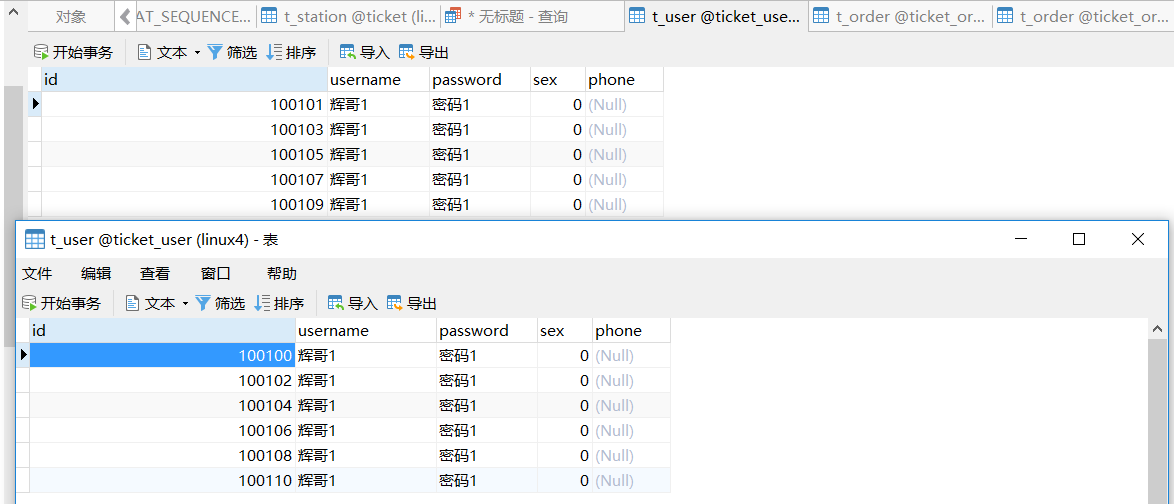 对象 AT_SEQUENCE... t_station @ticket (li... * 无标题 - 查询 t_user @ticket_use... t_order @ticket_or... t_order @ticket_or...
开始事务 文本 筛选 排序 导入 导出
id username password sex phone
100101 辉哥1 密码1 0 (Null)
100103 辉哥1 密码1 0 (Null)
100105 辉哥1 密码1 0 (Null)
100107 辉哥1 密码1 0 (Null)
100109 辉哥1 密码1 0 (Null)
t_user @ticket_user (linux4) - 表
文件 编辑 查看 窗口 帮助
开始事务 文本 筛选 排序 导入 导出
id username password sex phone
100100 辉哥1 密码1 0 (Null)
100102 辉哥1 密码1 0 (Null)
100104 辉哥1 密码1 0 (Null)
100106 辉哥1 密码1 0 (Null)
100108 辉哥1 密码1 0 (Null)
100110 辉哥1 密码1 0 (Null)